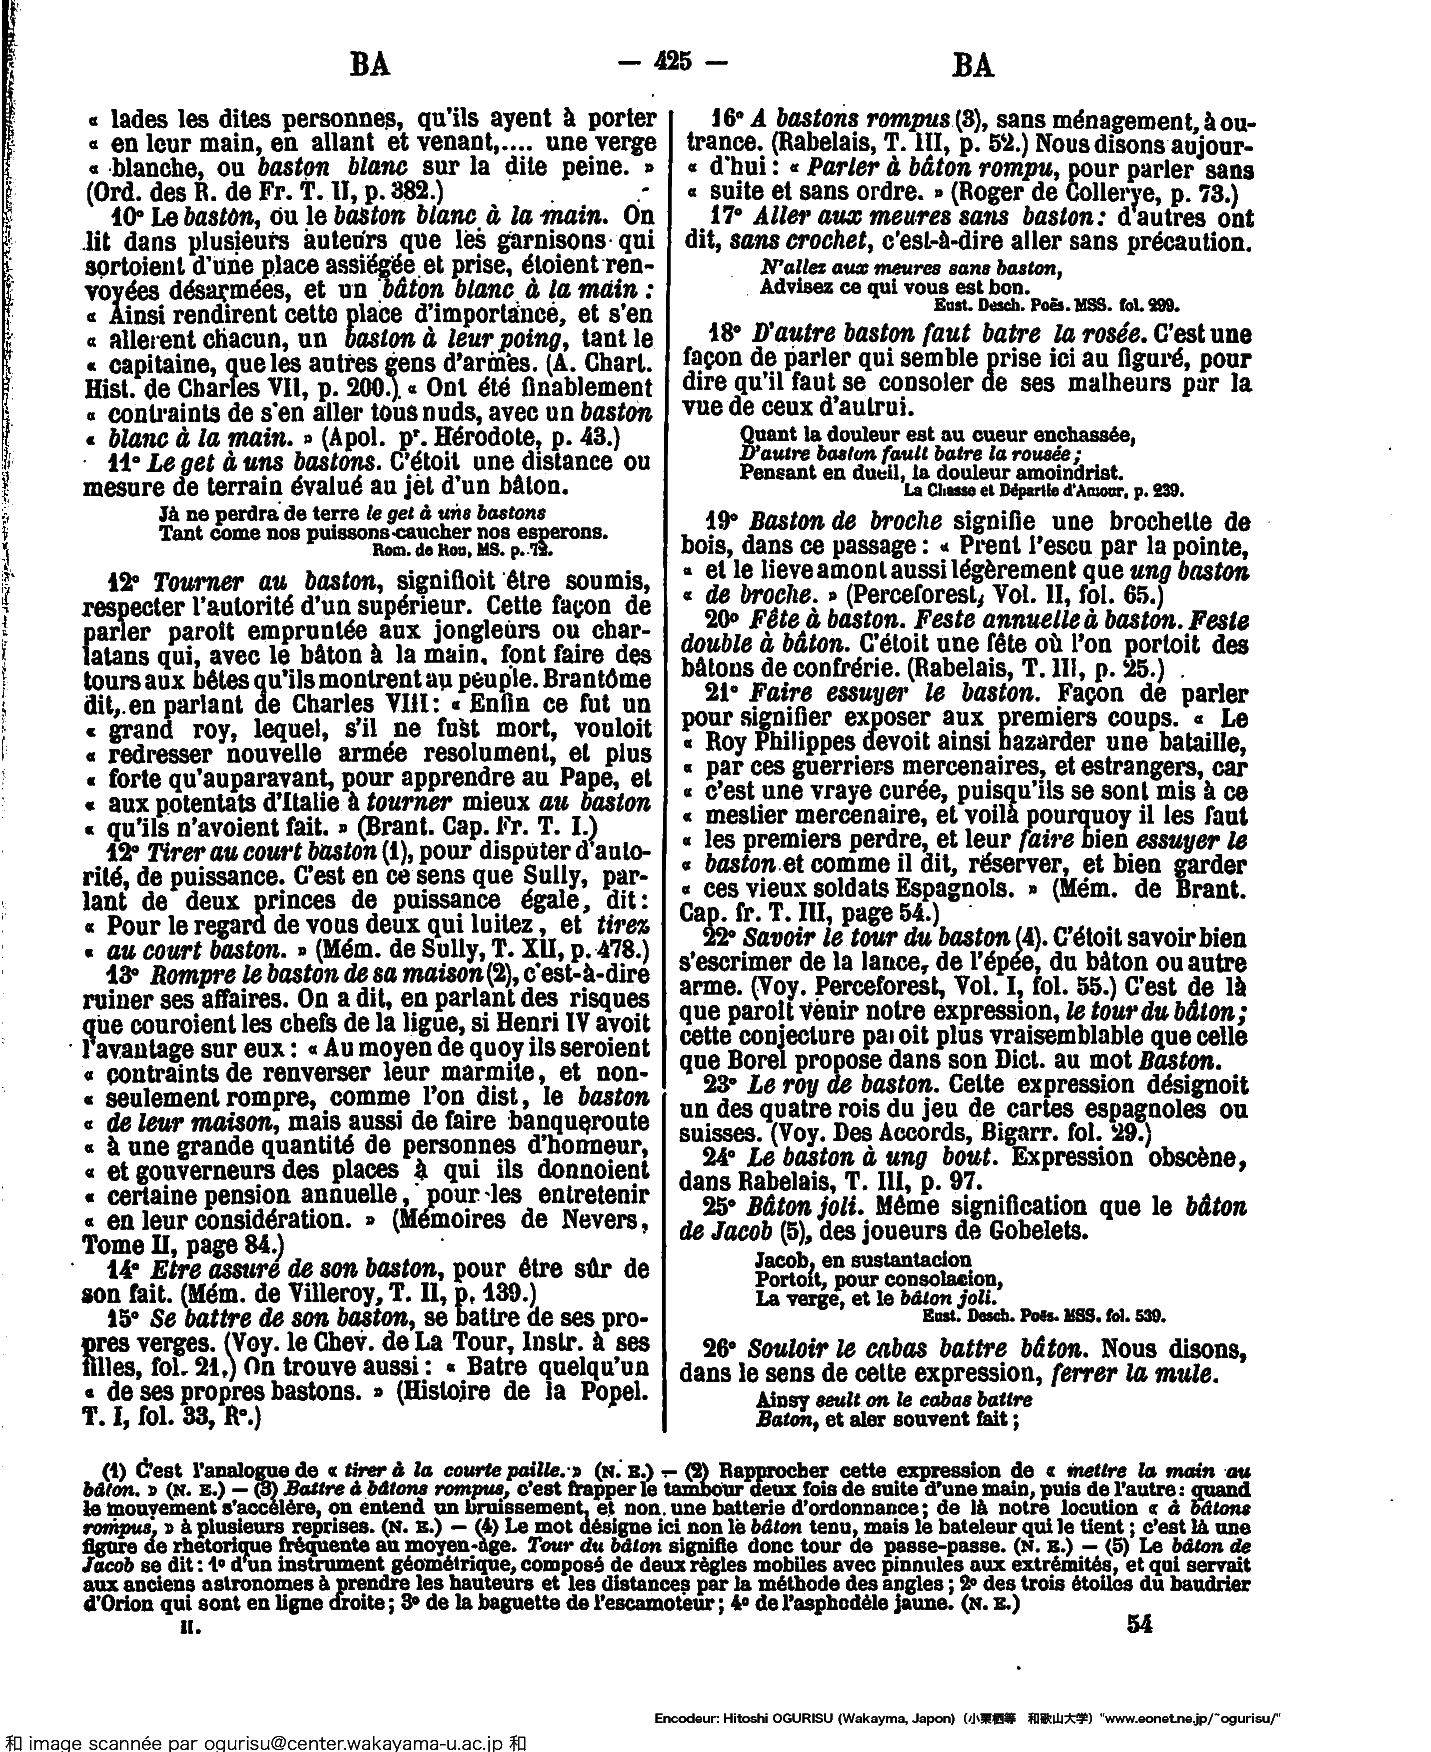 BA — 425 — BA
« lades les dites personnes, qu'ils ayent à porter
« en leur main, en allant et venant,.... une verge
« blanche, ou baston blanc sur la dite peine. »
(Ord. des R. de Fr. T. II, p. 382.)
10° Le baston, ou le baston blanc à la main. On
lit dans plusieurs auteurs que les garnisons qui
sortoient d'une place assiégée et prise, étoient ren-
voyées désarmées, et un bâton blanc à la main :
« Ainsi rendirent cette place d'importance, et s'en
« allerent chacun, un baston à leur poing, tant le
« capitaine, que les autres gens d'armes. (A. Chart.
Hist. de Charles VII, p. 200.) « Ont été finablement
« contraints de s'en aller tous nuds, avec un baston
« blanc à la main. » (Apol. pr. Hérodote, p. 43.)
11° Le get à uns bastons. C'étoit une distance ou
mesure de terrain évalué au jet d'un bâton.
Jà ne perdra de terre le get à uns bastons
Tant come nos puissons caucher nos esperons.
Rom. de Rou, MS. p. 72.
12° Tourner au baston, signifioit être soumis,
respecter l'autorité d'un supérieur. Cette façon de
parler paroît empruntée aux jongleurs ou char-
latans qui, avec le bâton à la main, font faire des
tours aux bêtes qu'ils montrent au peuple. Brantôme
dit, en parlant de Charles VIII : « Enfin ce fut un
« grand roy, lequel, s'il ne fust mort, vouloit
« redresser nouvelle armée resolument, et plus
« forte qu'auparavant, pour apprendre au Pape, et
« aux potentats d'Italie à tourner mieux au baston
« qu'ils n'avoient fait. » (Brant. Cap. Fr. T. I.)
12° Tirer au court baston (1), pour disputer d'auto-
rité, de puissance. C'est en ce sens que Sully, par-
lant de deux princes de puissance égale, dit :
« Pour le regard de vous deux qui luitez, et tirez
« au court baston. » (Mém. de Sully, T. XII, p. 478.)
13° Rompre le baston de sa maison (2), c'est-à-dire
ruiner ses affaires. On a dit, en parlant des risques
que couroient les chefs de la ligue, si Henri IV avoit
l'avantage sur eux : « Au moyen de quoy ils seroient
« contraints de renverser leur marmite, et non-
« seulement rompre, comme l'on dist, le baston
« de leur maison, mais aussi de faire banqueroute
« à une grande quantité de personnes d'honneur,
« et gouverneurs des places à qui ils donnoient
« certaine pension annuelle, pour les entretenir
« en leur considération. » (Mémoires de Nevers,
Tome II, page 84.)
14° Etre assuré de son baston, pour être sûr de
son fait. (Mém. de Villeroy, T. II, p. 139.)
15° Se battre de son baston, se battre de ses pro-
pres verges. (Voy. le Chev. de La Tour, Instr. à ses
filles, fol. 21.) On trouve aussi : « Batre quelqu'un
« de ses propres bastons. » (Histoire de la Popel.
T. I, fol. 33, R°.)
16° A bastons rompus (3), sans ménagement, à ou-
trance. (Rabelais, T. III, p. 52.) Nous disons aujour-
« d'hui : « Parler à bâton rompu, pour parler sans
« suite et sans ordre. » (Roger de Collerye, p. 73.)
17° Aller aux meures sans baston : d'autres ont
dit, sans crochet, c'est-à-dire aller sans précaution.
N'allez aux meures sans baston,
Advisez ce qui vous est bon.
Eust. Desch. Poës. MSS. fol. 299.
18° D'autre baston faut batre la rosée. C'est une
façon de parler qui semble prise ici au figuré, pour
dire qu'il faut se consoler de ses malheurs par la
vue de ceux d'autrui.
Quant la douleur est au cueur enchassée,
D'autre baston fault batre la rousée ;
Pensant en dueil, la douleur amoindrist.
La Chasse et Départie d'Amour, p. 239.
19° Baston de broche signifie une brochette de
bois, dans ce passage : « Prent l'escu par la pointe,
« et le lieve amont aussi légèrement que ung baston
« de broche. » (Perceforest, Vol. II, fol. 65.)
20° Fête à baston. Feste annuelle à baston. Feste
double à bâton. C'étoit une fête où l'on portoit des
bâtons de confrérie. (Rabelais, T. III, p. 25.)
21° Faire essuyer le baston. Façon de parler
pour signifier exposer aux premiers coups. « Le
« Roy Philippes devoit ainsi hazarder une bataille,
« par ces guerriers mercenaires, et estrangers, car
« c'est une vraye curée, puisqu'ils se sont mis à ce
« mestier mercenaire, et voilà pourquoy il les faut
« les premiers perdre, et leur faire bien essuyer le
« baston et comme il dit, réserver, et bien garder
« ces vieux soldats Espagnols. » (Mém. de Brant.
Cap. fr. T. III, page 54.)
22° Savoir le tour du baston (4). C'étoit savoir bien
s'escrimer de la lance, de l'épée, du bâton ou autre
arme. (Voy. Perceforest, Vol. I, fol. 55.) C'est de là
que paroit venir notre expression, le tour du bâton ;
cette conjecture paroit plus vraisemblable que celle
que Borel propose dans son Dict. au mot Baston.
23° Le roy de baston. Cette expression désignoit
un des quatre rois du jeu de cartes espagnoles ou
suisses. (Voy. Des Accords, Bigarr. fol. 29.)
24° Le baston à ung bout. Expression obscène,
dans Rabelais, T. III, p. 97.
25° Bâton joli. Même signification que le bâton
de Jacob (5), des joueurs de Gobelets.
Jacob, en sustantacion
Portoit, pour consolacion,
La verge, et le bâton joli.
Eust. Desch. Poës. MSS. fol. 539.
26° Souloir le cabas battre bâton. Nous disons,
dans le sens de cette expression, ferrer la mule.
Ainsy seult on le cabas battre
Baton, et aler souvent fait ;
(1) C'est l'analogue de « tirer à la courte paille. » (N. E.) — (2) Rapprocher cette expression de « mettre la main au
bâton. » (N. E.) — (3) Battre à bâtons rompus, c'est frapper le tambour deux fois de suite d'une main, puis de l'autre : quand
le mouvement s'accélère, on entend un bruissement, et non une batterie d'ordonnance ; de là notre locution « à bâtons
rompus, » à plusieurs reprises. (N. E.) — (4) Le mot désigne ici non le bâton tenu, mais le bateleur qui le tient ; c'est là une
figure de rhétorique fréquente au moyen-âge. Tour du bâton signifie donc tour de passe-passe. (N. E.) — (5) Le bâton de
Jacob se dit : 1° d'un instrument géométrique, composé de deux règles mobiles avec pinnules aux extrémités, et qui servait
aux anciens astronomes à prendre les hauteurs et les distances par la méthode des angles ; 2° des trois étoiles du baudrier
d'Orion qui sont en ligne droite ; 3° de la baguette de l'escamoteur ; 4° de l'asphodèle jaune. (N. E.)
II. 54
Encodeur: Hitoshi OGURISU (Wakayma, Japon) (小栗栖等 和歌山大学) "www.eonet.ne.jp/~ogurisu/"
和 image scannée par ogurisu@center.wakayama-u.ac.jp 和